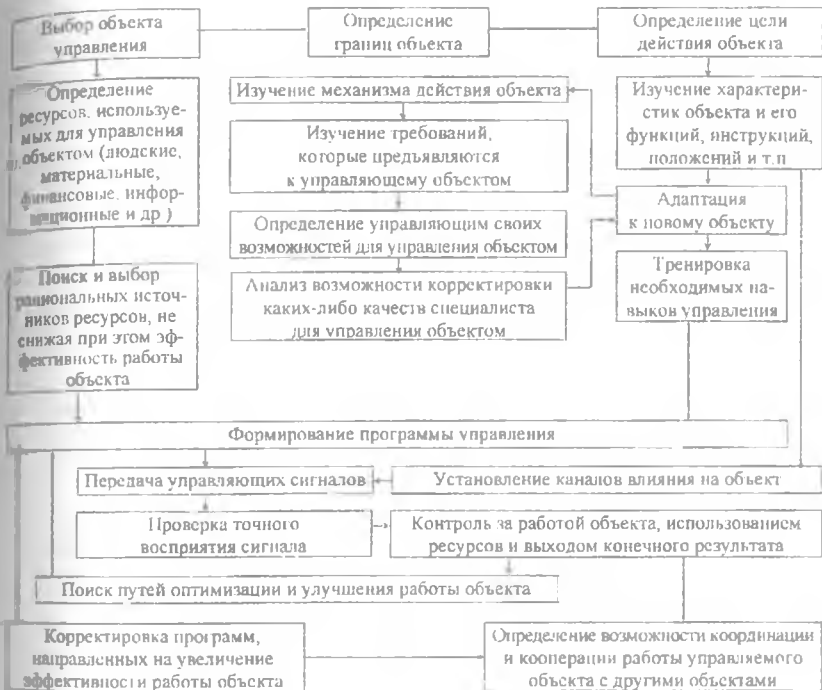 Выбор объекта
управления
Определение
границ объекта
Определение цели
действия объекта
Определение
ресурсов, используе-
мых для управления
объектом (людские,
материальные,
финансовые, инфор-
мационные и др )
Поиск и выбор
рациональных источ-
ников ресурсов, не
снижая при этом эф-
фективность работы
объекта
Изучение механизма действия объекта
Изучение требований,
которые предъявляются
к управляющему объектом
Определение управляющим своих
возможностей для управления объектом
Анализ возможности корректировки
каких-либо качеств специалиста
для управления объектом
Изучение характери-
стик объекта и его
функций, инструкций,
положений и т.п
Адаптация
к новому объекту
Тренировка
необходимых на-
выков управления
Формирование программы управления
Передача управляющих сигналов
Установление каналов влияния на объект
Проверка точного
восприятия сигнала
Контроль за работой объекта, использованием
ресурсов и выходом конечного результата
Поиск путей оптимизации и улучшения работы объекта
Корректировка программ,
направленных на увеличение
эффективности работы объекта
Определение возможности координации
и кооперации работы управляемого
объекта с другими объектами